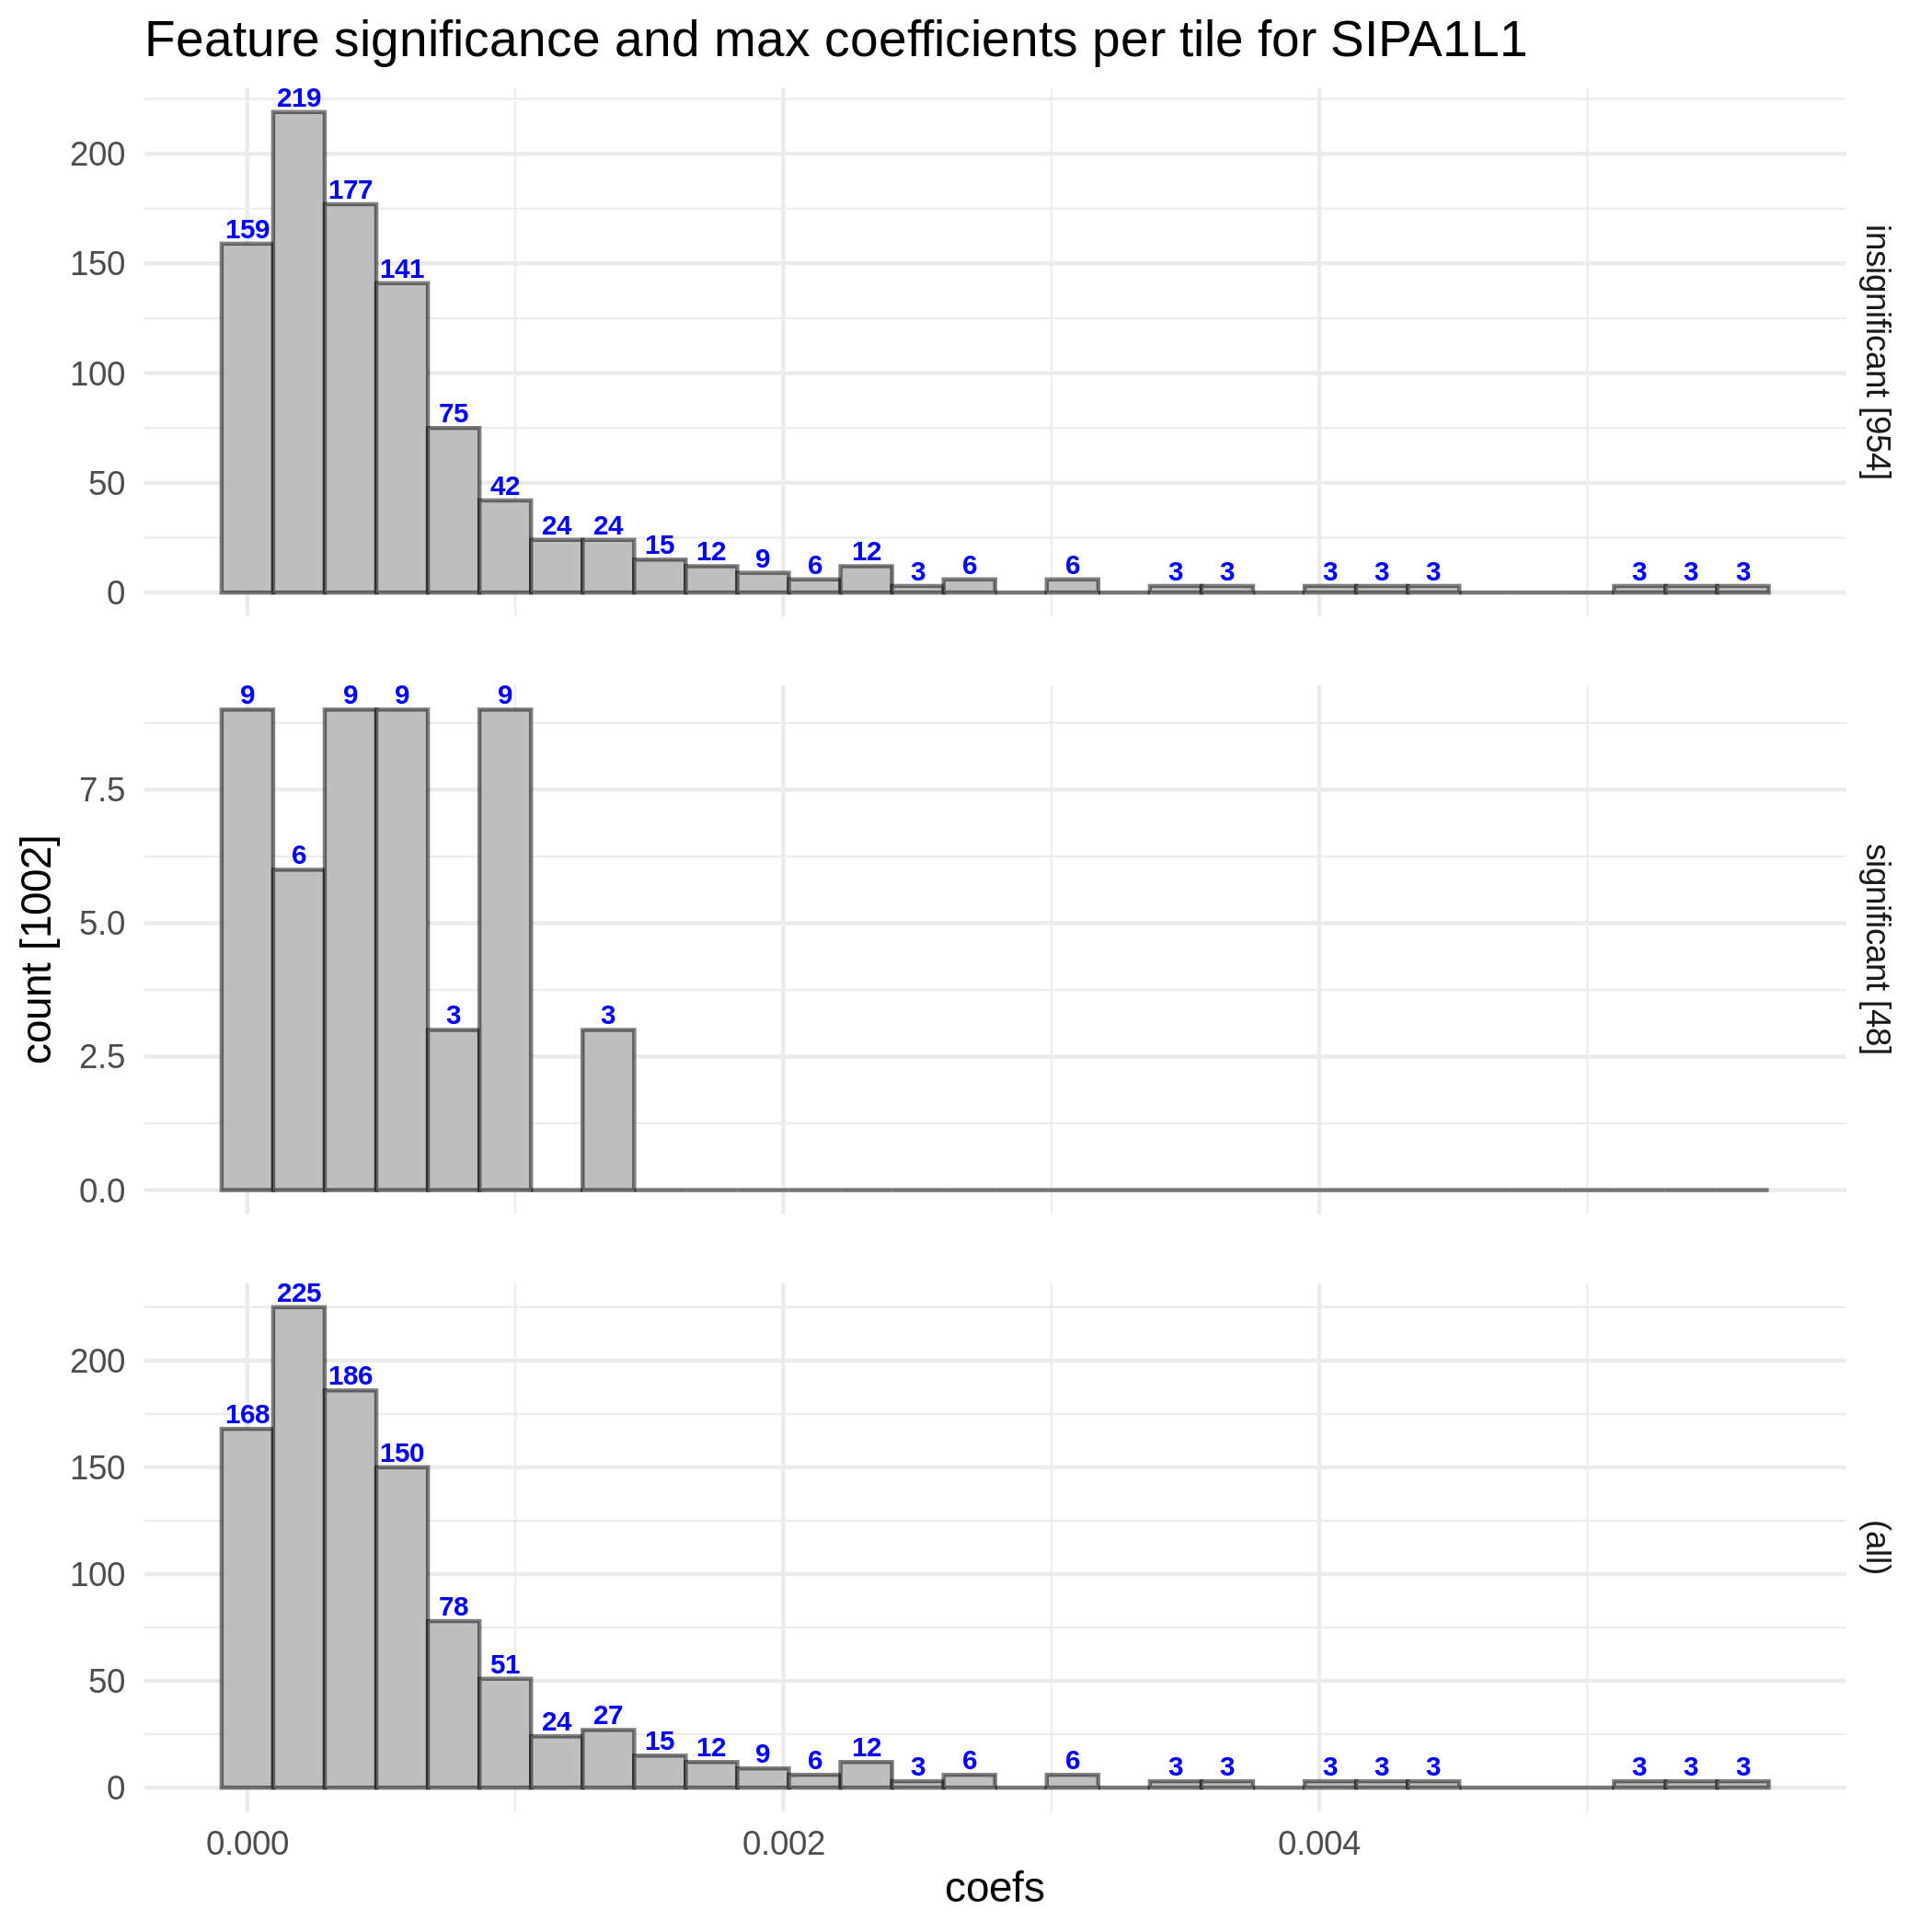 Feature significance and max coefficients per tile for SIPA1L1
219
200
177
159
150
141
100
75
50
42
24 24 15 12 9 6 12 3 6 6 3 3 3 3 3 3 3 3
0
insignificant [954]
9 9 9 9
7.5
6
5.0
3 3
2.5
0.0
significant [48]
count [1002]
225
200
186
168
150
150
100
78
50
51
24 27 15 12 9 6 12 3 6 6 3 3 3 3 3 3 3 3
0
(all)
0.000 0.002 0.004
coefs